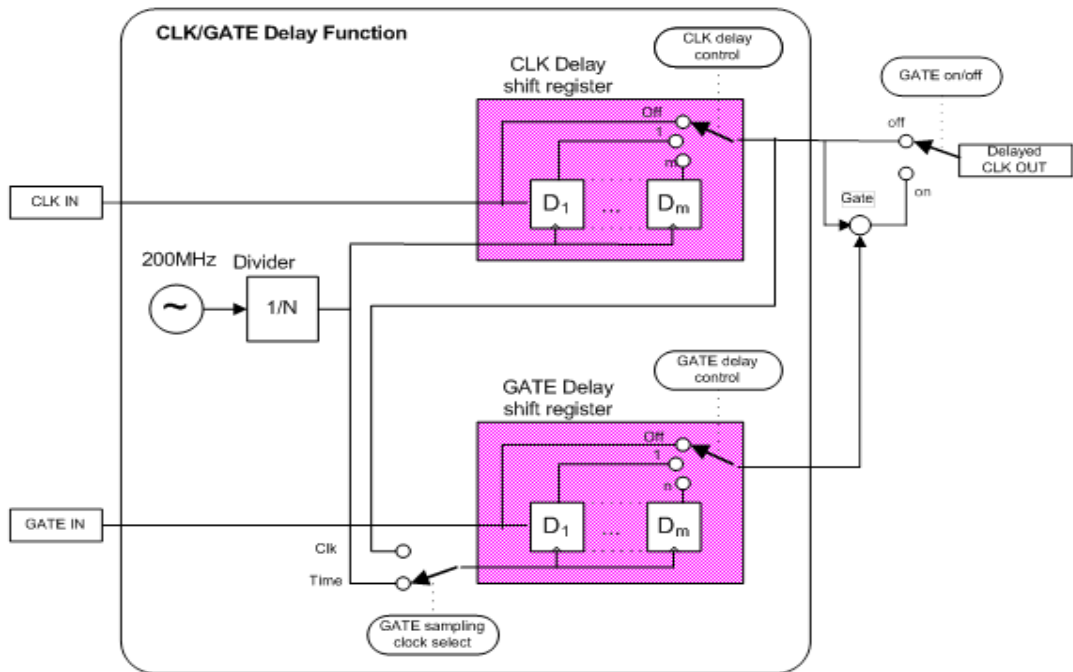 CLK/GATE Delay Function
CLK delay
control
CLK Delay
shift register
GATE on/off
Off
1
m
off
Delayed
CLK OUT
on
Gate
CLK IN
D1
...
Dm
200MHz
Divider
~
1/N
GATE delay
control
GATE Delay
shift register
Off
1
n
GATE IN
D1
...
Dm
Clk
Time
GATE sampling
clock select